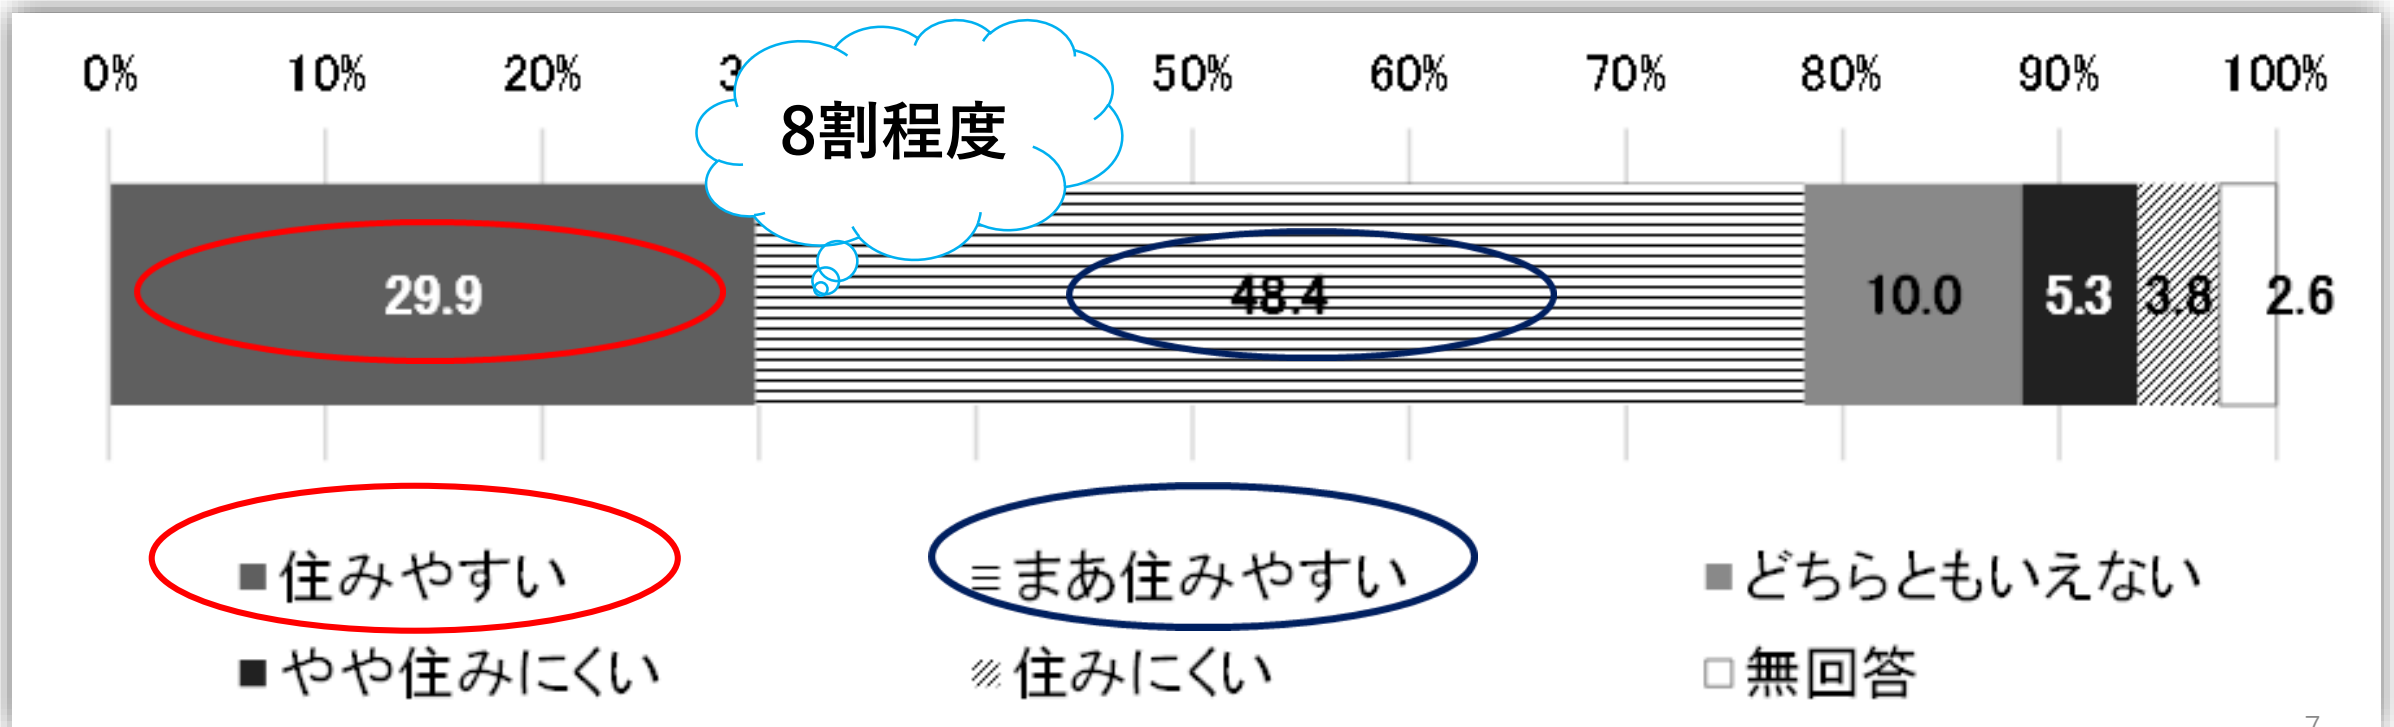 0% 10% 20% 3 50% 60% 70% 80% 90% 100%
8割程度
29.9 48.4 10.0 5.3 3.8 2.6
住みやすい まあ住みやすい どちらともいえない
やや住みにくい 住みにくい 無回答